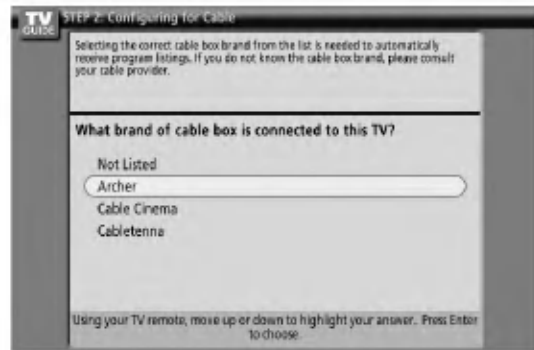 TV
GUIDE
STEP 2: Configuring for Cable
Selecting the correct cable box brand from the list is needed to automatically
receive program listings. If you do not know the cable box brand, please consult
your cable provider.
What brand of cable box is connected to this TV?
Not Listed
Archer
Cable Cinema
Cabletenna
Using your TV remote, move up or down to highlight your answer. Press Enter
to choose.